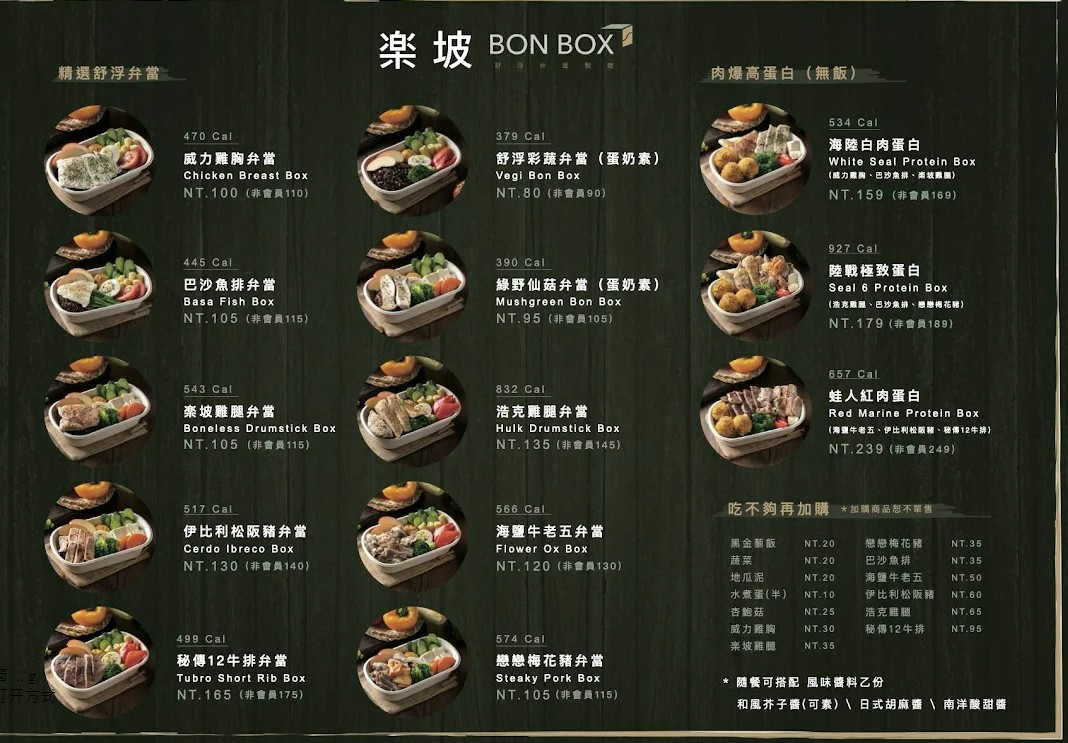 楽坡 BON BOX
舒浮弁當製造
精選舒浮弁當
470 Cal
威力雞胸弁當
Chicken Breast Box
NT.100 (非會員110)
445 Cal
巴沙魚排弁當
Basa Fish Box
NT.105 (非會員115)
543 Cal
楽坡雞腿弁當
Boneless Drumstick Box
NT.105 (非會員115)
517 Cal
伊比利松阪豬弁當
Cerdo Ibreco Box
NT.130 (非會員140)
499 Cal
秘傳12牛排弁當
Tubro Short Rib Box
NT.165 (非會員175)
379 Cal
舒浮彩蔬弁當 (蛋奶素)
Vegi Bon Box
NT.80 (非會員90)
390 Cal
綠野仙菇弁當 (蛋奶素)
Mushgreen Bon Box
NT.95 (非會員105)
832 Cal
浩克雞腿弁當
Hulk Drumstick Box
NT.135 (非會員145)
566 Cal
海鹽牛老五弁當
Flower Ox Box
NT.120 (非會員130)
574 Cal
戀戀梅花豬弁當
Steaky Pork Box
NT.105 (非會員115)
肉爆高蛋白 (無飯)
534 Cal
海陸白肉蛋白
White Seal Protein Box
(威力雞胸、巴沙魚排、楽坡雞腿)
NT.159 (非會員169)
927 Cal
陸戰極致蛋白
Seal 6 Protein Box
(浩克雞腿、巴沙魚排、戀戀梅花豬)
NT.179 (非會員189)
657 Cal
蛙人紅肉蛋白
Red Marine Protein Box
(海鹽牛老五、伊比利松阪豬、秘傳12牛排)
NT.239 (非會員249)
吃不夠再加購 *加購商品恕不單售
黑金藜飯 NT.20
蔬菜 NT.20
地瓜泥 NT.20
水煮蛋(半) NT.10
杏鮑菇 NT.25
威力雞胸 NT.30
楽坡雞腿 NT.35
戀戀梅花豬 NT.35
巴沙魚排 NT.35
海鹽牛老五 NT.50
伊比利松阪豬 NT.60
浩克雞腿 NT.65
秘傳12牛排 NT.95
* 隨餐可搭配 風味醬料乙份
和風芥子醬(可素) \ 日式胡麻醬 \ 南洋酸甜醬
打开方式